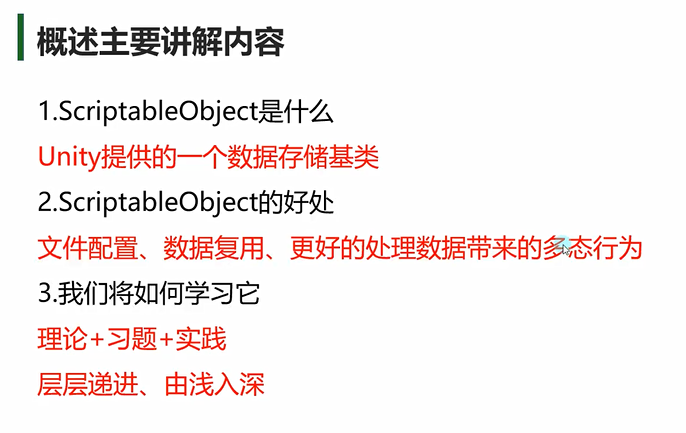 概述主要讲解内容
1.ScriptableObject是什么
Unity提供的一个数据存储基类
2.ScriptableObject的好处
文件配置、数据复用、更好的处理数据带来的多态行为
3.我们将如何学习它
理论+习题+实践
层层递进、由浅入深